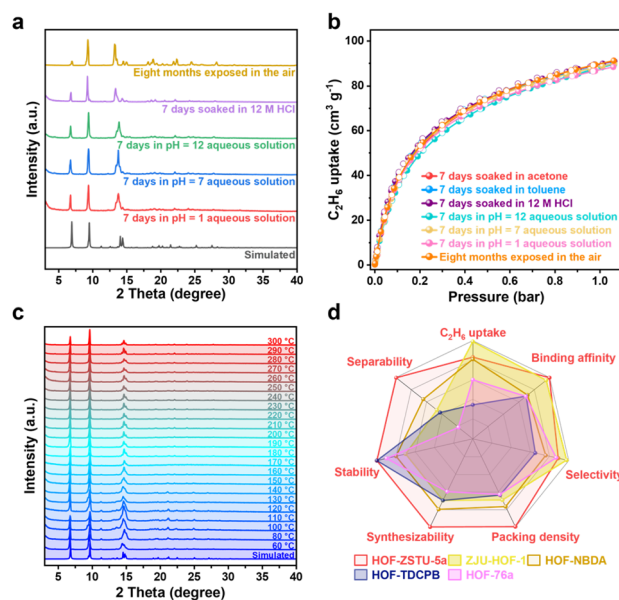 a
Intensity (a.u.)
Eight months exposed in the air
7 days soaked in 12 M HCl
7 days in pH = 12 aqueous solution
7 days in pH = 7 aqueous solution
7 days in pH = 1 aqueous solution
Simulated
5 10 15 20 25 30 35 40
2 Theta (degree)
b
C₂H₆ uptake (cm³ g⁻¹)
100
80
60
40
20
0
7 days soaked in acetone
7 days soaked in toluene
7 days soaked in 12 M HCl
7 days in pH = 12 aqueous solution
7 days in pH = 7 aqueous solution
7 days in pH = 1 aqueous solution
Eight months exposed in the air
0.0 0.2 0.4 0.6 0.8 1.0
Pressure (bar)
c
Intensity (a.u.)
300 °C
290 °C
280 °C
270 °C
260 °C
250 °C
240 °C
230 °C
220 °C
210 °C
200 °C
190 °C
180 °C
170 °C
160 °C
150 °C
140 °C
130 °C
120 °C
110 °C
100 °C
80 °C
60 °C
Simulated
5 10 15 20 25 30 35 40
2 Theta (degree)
d
C₂H₆ uptake
Binding affinity
Selectivity
Packing density
Synthesizability
Stability
Separability
HOF-ZSTU-5a ZJU-HOF-1 HOF-NBDA
HOF-TDCPB HOF-76a